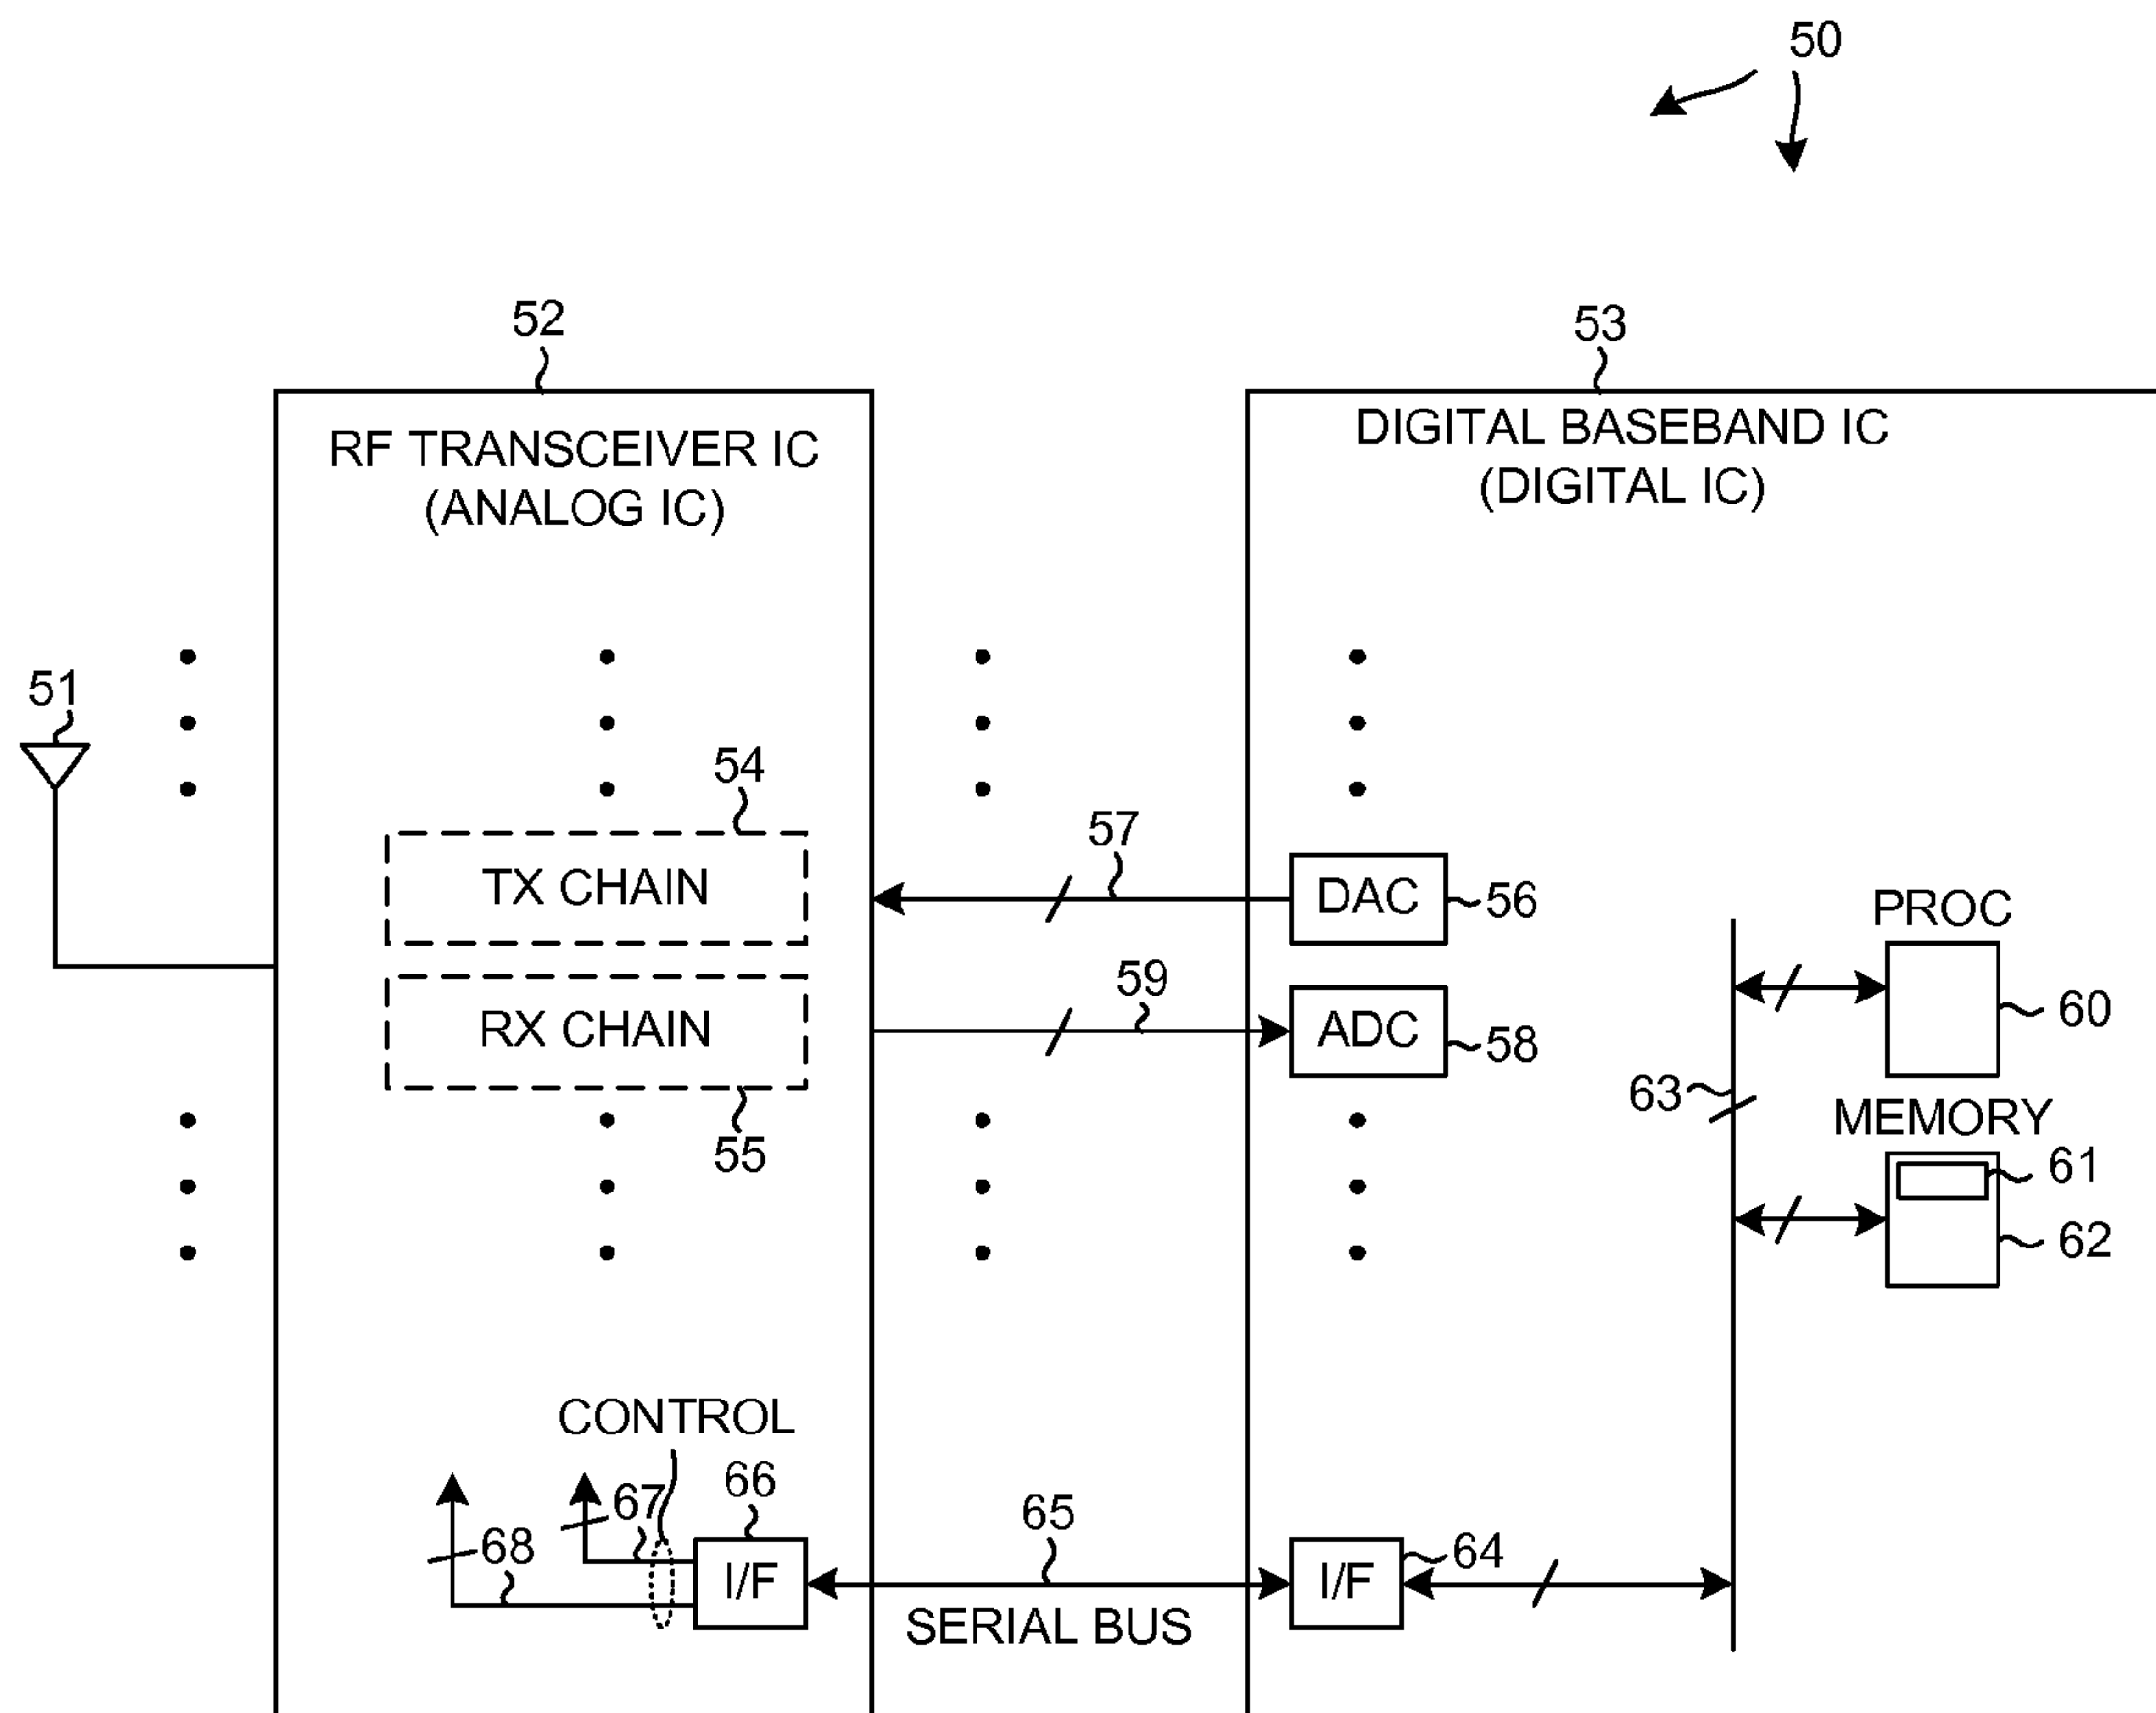 50
52
53
RF TRANSCEIVER IC
(ANALOG IC)
DIGITAL BASEBAND IC
(DIGITAL IC)
51
54
57
TX CHAIN
DAC
56
PROC
59
RX CHAIN
ADC
58
60
63
MEMORY
55
61
62
CONTROL
66
67
65
68
64
I/F
I/F
SERIAL BUS